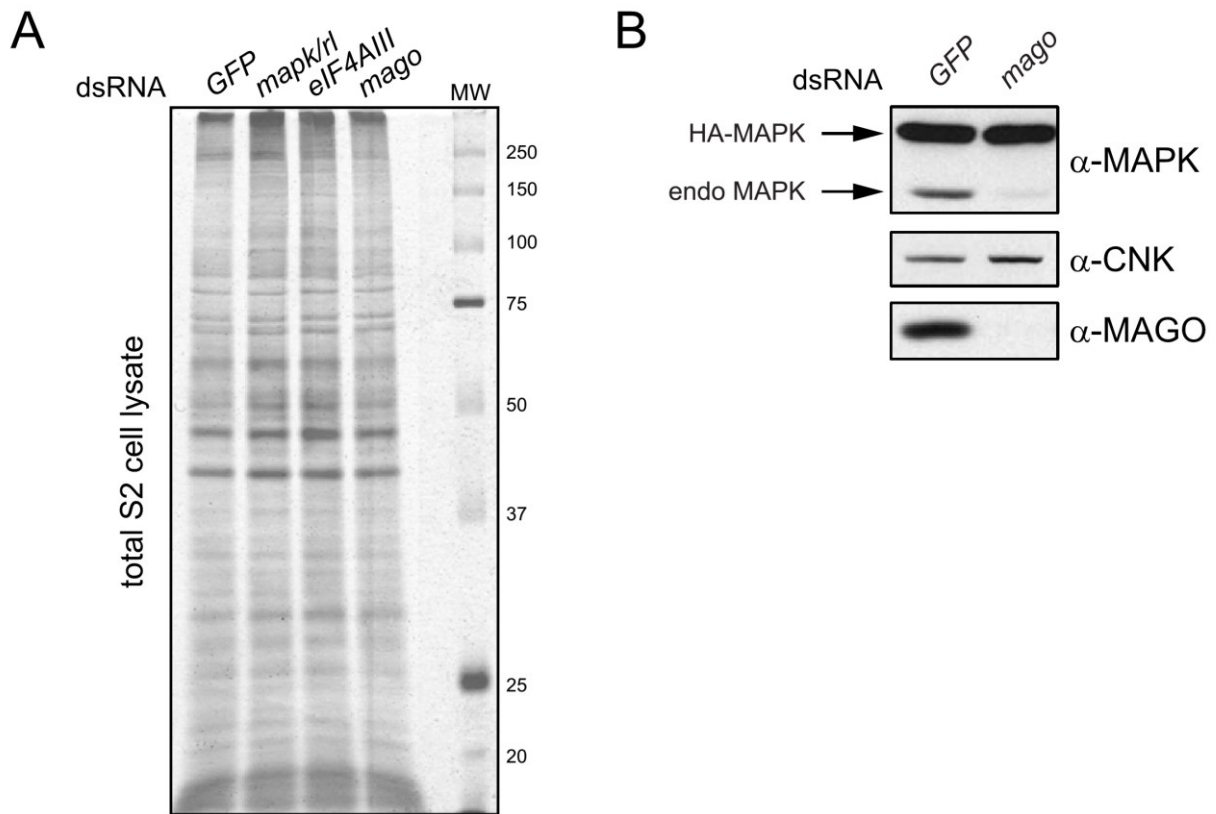 A
dsRNA GFP mapk/rl eIF4AIII mago MW
250
150
100
75
50
37
25
20
total S2 cell lysate
B
dsRNA GFP mago
HA-MAPK
endo MAPK
α-MAPK
α-CNK
α-MAGO